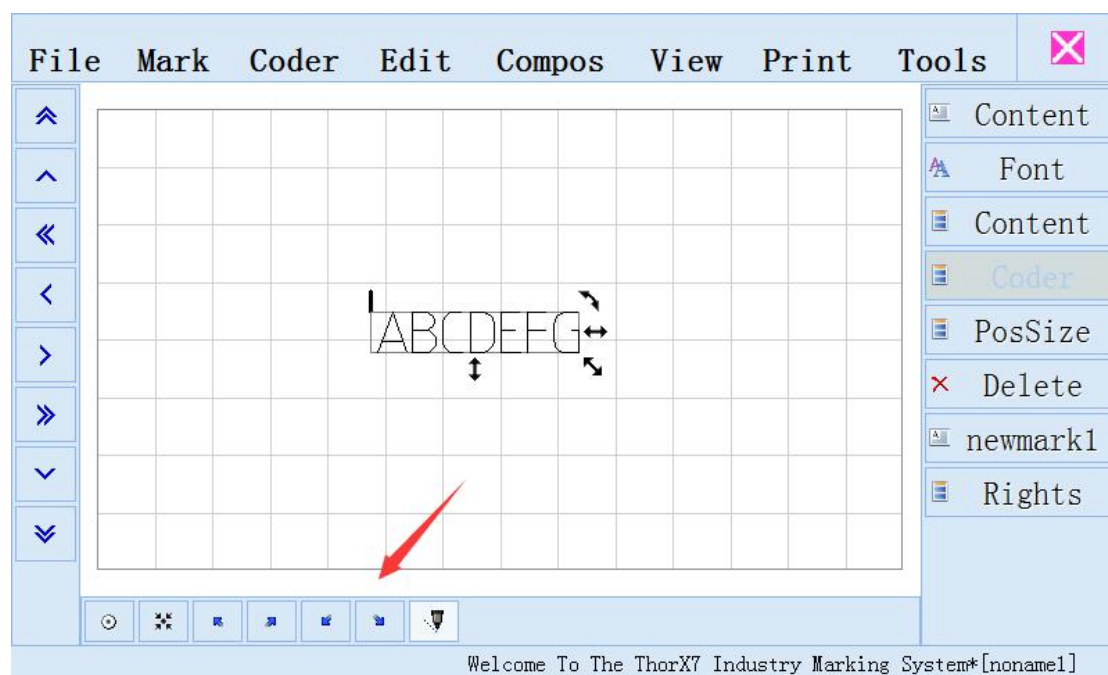 File Mark Coder Edit Compos View Print Tools
Content
Font
Content
Coder
PosSize
Delete
newmark1
Rights
ABCDEFG
Welcome To The ThorX7 Industry Marking System*[noname1]